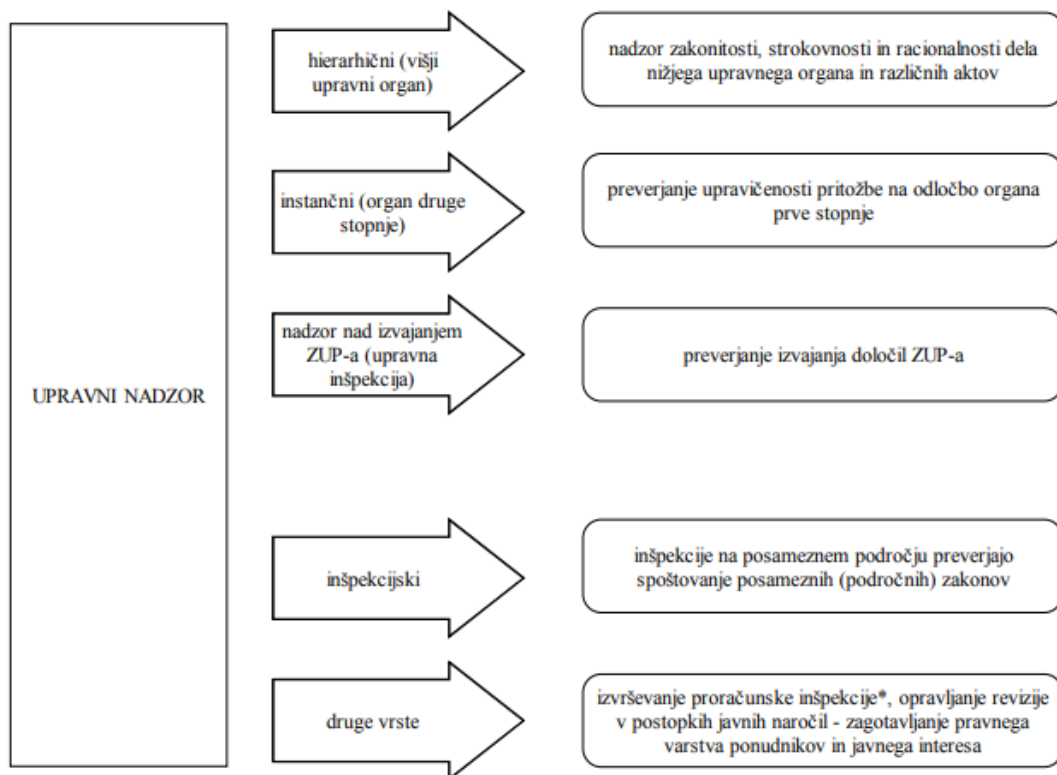 UPRAVNI NADZOR
hierarhični (višji
upravni organ)
nadzor zakonitosti, strokovnosti in racionalnosti dela
nižjega upravnega organa in različnih aktov
instančni (organ druge
stopnje)
preverjanje upravičenosti pritožbe na odločbo organa
prve stopnje
nadzor nad izvajanjem
ZUP-a (upravna
inšpekcija)
preverjanje izvajanja določil ZUP-a
inšpekcijski
inšpekcije na posameznem področju preverjajo
spoštovanje posameznih (področnih) zakonov
druge vrste
izvrševanje proračunske inšpekcije*, opravljanje revizije
v postopkih javnih naročil - zagotavljanje pravnega
varstva ponudnikov in javnega interesa